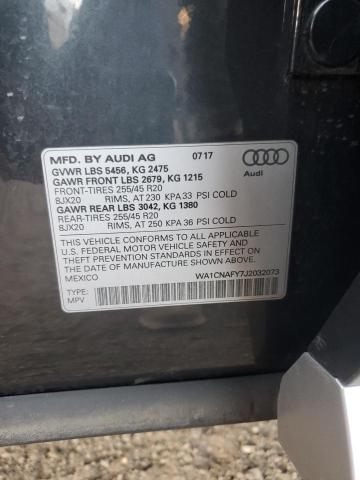 MFD. BY AUDI AG 0717
GVWR LBS 5456, KG 2475
GAWR FRONT LBS 2679, KG 1215
FRONT-TIRES 255/45 R20
8JX20 RIMS, AT 230 KPA 33 PSI COLD
GAWR REAR LBS 3042, KG 1380
REAR-TIRES 255/45 R20
8JX20 RIMS, AT 250 KPA 36 PSI COLD
THIS VEHICLE CONFORMS TO ALL APPLICABLE
U.S. FEDERAL MOTOR VEHICLE SAFETY
AND THEFT PREVENTION STANDARDS IN EFFECT ON THE
DATE OF MANUFACTURE SHOWN ABOVE.
MEXICO
WA1CNAFY7J2032073
TYPE:
MPV
Audi